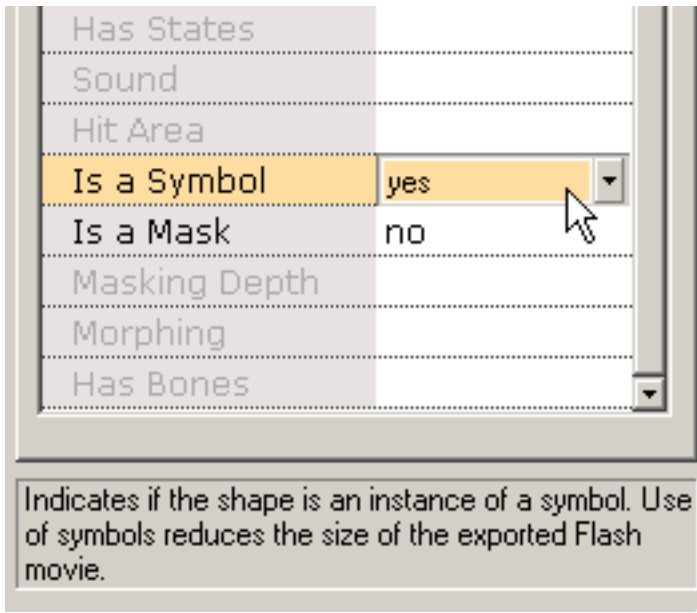 Has States
Sound
Hit Area
Is a Symbol yes
Is a Mask no
Masking Depth
Morphing
Has Bones
Indicates if the shape is an instance of a symbol. Use
of symbols reduces the size of the exported Flash
movie.